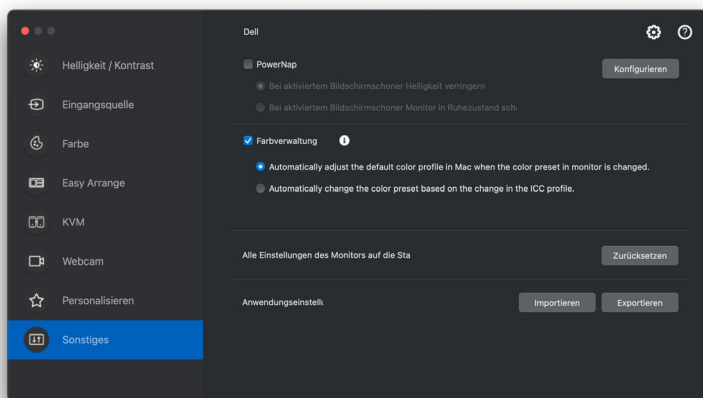 Dell
Helligkeit / Kontrast
Eingangsquelle
Farbe
Easy Arrange
KVM
Webcam
Personalisieren
Sonstiges
PowerNap
Konfigurieren
Bei aktiviertem Bildschirmschoner Helligkeit verringern
Bei aktiviertem Bildschirmschoner Monitor in Ruhezustand sch
Farbverwaltung
Automatically adjust the default color profile in Mac when the color preset in monitor is changed.
Automatically change the color preset based on the change in the ICC profile.
Alle Einstellungen des Monitors auf die Sta
Zurücksetzen
Anwendungseinstell
Importieren
Exportieren